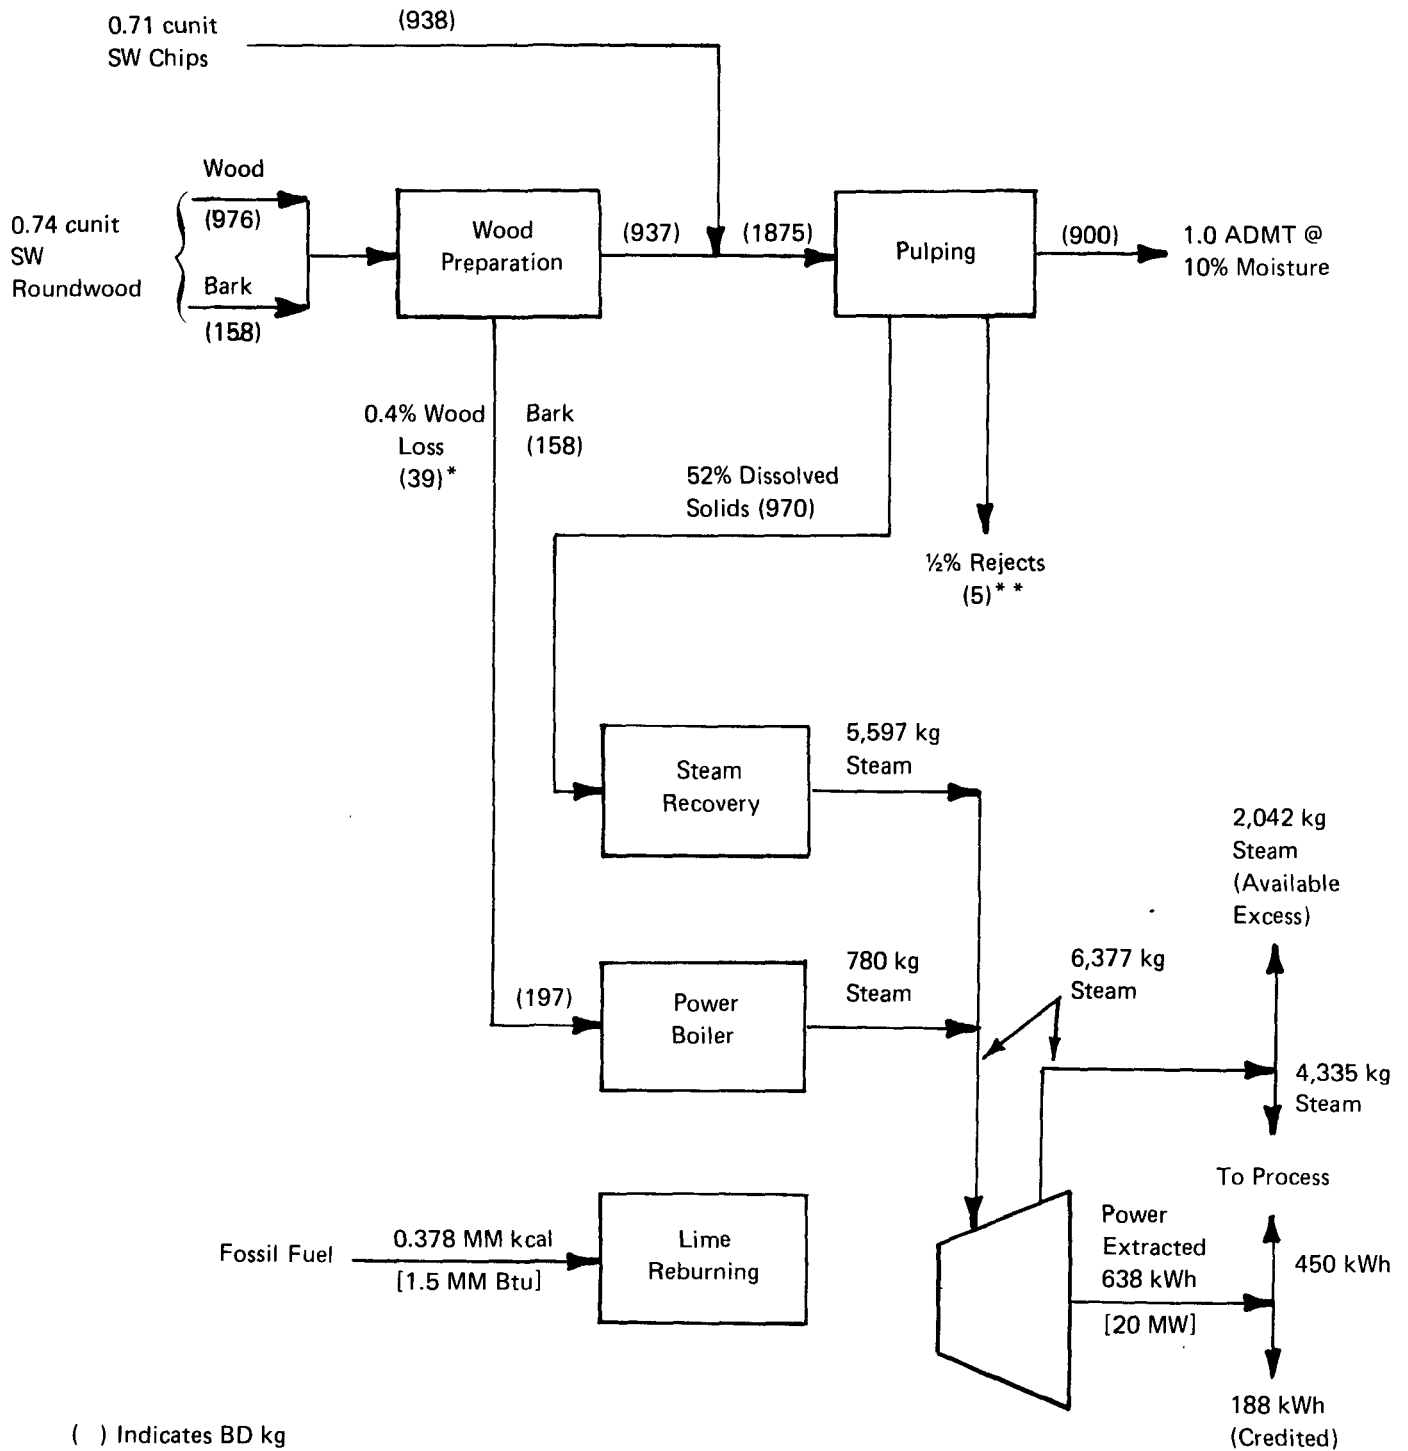 0.71 cunit
SW Chips
(938)
Wood
(976)
0.74 cunit
SW
Roundwood
Bark
(158)
Wood
Preparation
(937)
(1875)
Pulping
(900)
1.0 ADMT @
10% Moisture
0.4% Wood
Loss
(39)*
Bark
(158)
52% Dissolved
Solids (970)
½% Rejects
(5)**
Steam
Recovery
5,597 kg
Steam
2,042 kg
Steam
(Available
Excess)
(197)
Power
Boiler
780 kg
Steam
6,377 kg
Steam
4,335 kg
Steam
To Process
Fossil Fuel
0.378 MM kcal
[1.5 MM Btu]
Lime
Reburning
Power
Extracted
638 kWh
[20 MW]
450 kWh
188 kWh
(Credited)
( ) Indicates BD kg